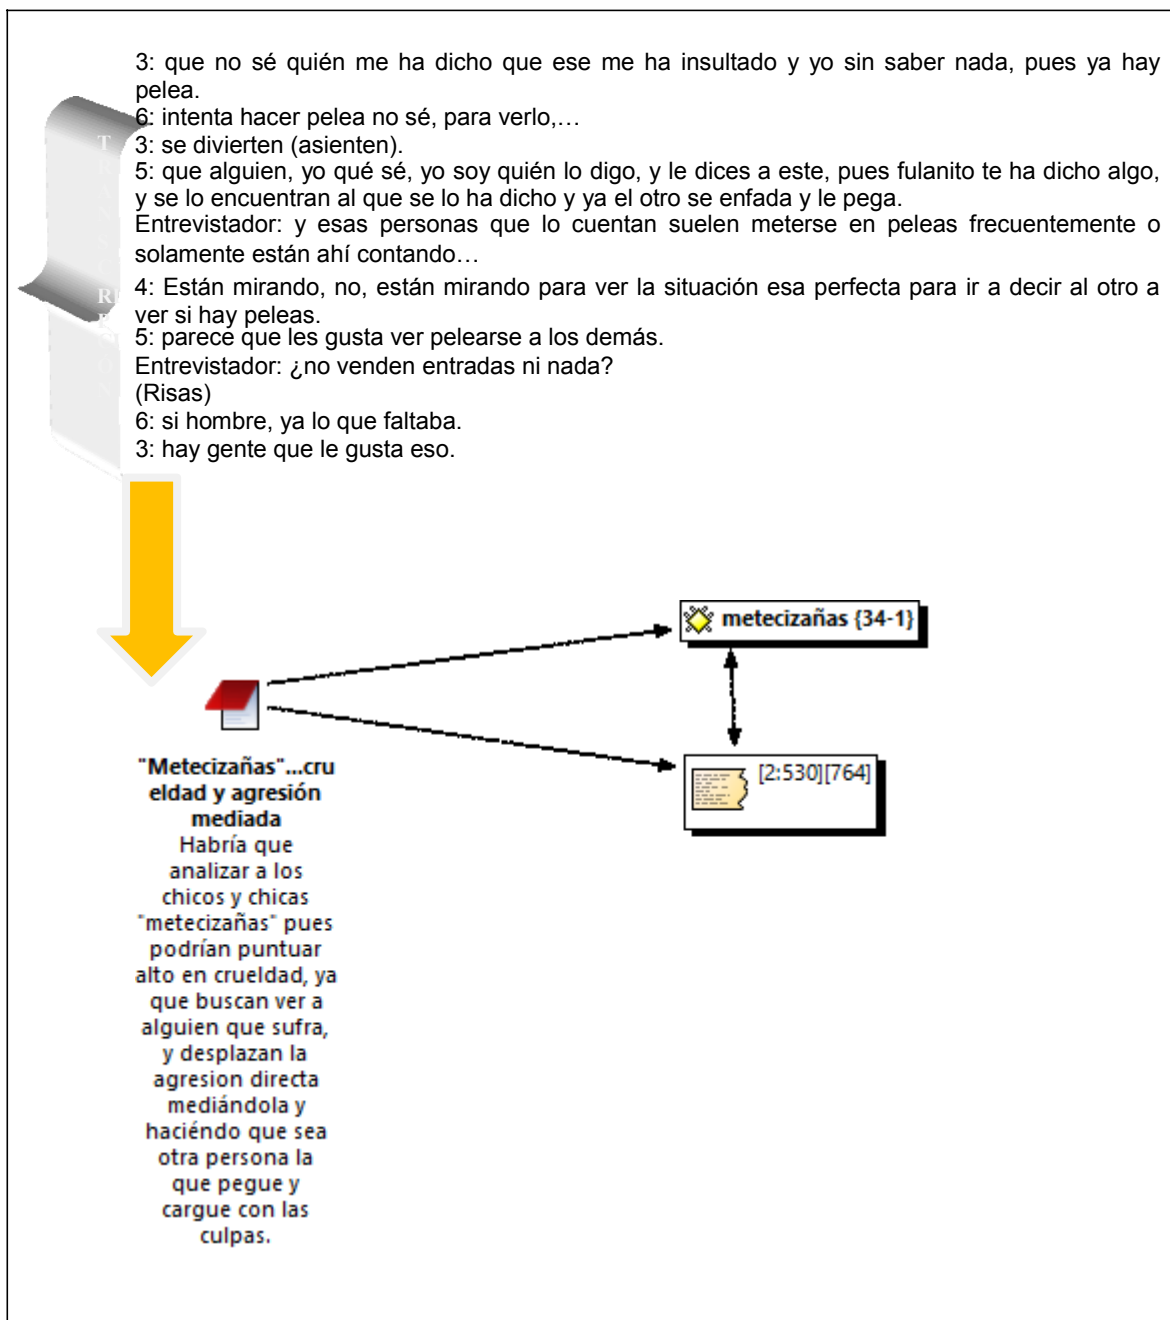 3: que no sé quién me ha dicho que ese me ha insultado y yo sin saber nada, pues ya hay
pelea.
6: intenta hacer pelea no sé, para verlo,…
3: se divierten (asienten).
5: que alguien, yo qué sé, yo soy quién lo digo, y le dices a este, pues fulanito te ha dicho algo,
y se lo encuentran al que se lo ha dicho y ya el otro se enfada y le pega.
Entrevistador: y esas personas que lo cuentan suelen meterse en peleas frecuentemente o
solamente están ahí contando…
4: Están mirando, no, están mirando para ver la situación esa perfecta para ir a decir al otro a
ver si hay peleas.
5: parece que les gusta ver pelearse a los demás.
Entrevistador: ¿no venden entradas ni nada?
(Risas)
6: si hombre, ya lo que faltaba.
3: hay gente que le gusta eso.
metecizañas {34-1}
[2:530][764]
"Metecizañas"...cru
eldad y agresión
mediada
Habría que
analizar a los
chicos y chicas
"metecizañas" pues
podrían puntuar
alto en crueldad, ya
que buscan ver a
alguien que sufra,
y desplazan la
agresion directa
mediándola y
haciéndo que sea
otra persona la
que pegue y
cargue con las
culpas.